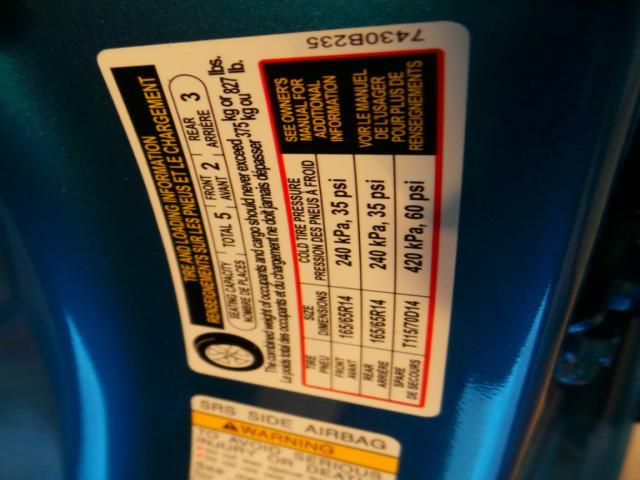 TIRE AND LOADING INFORMATION
RENSEIGNEMENTS SUR LES PNEUS ET LE CHARGEMENT
SEATING CAPACITY
NOMBRE DE PLACES
TOTAL 5
FRONT
AVANT
2
REAR
ARRIÈRE
3
The combined weight of occupants and cargo should never exceed
Le poids total des occupants et du chargement ne doit jamais dépasser
375 kg or 827 lbs.
kg ou lb.
TIRE
PNEU
SIZE
DIMENSIONS
COLD TIRE PRESSURE
PRESSION DES PNEUS À FROID
SEE OWNER'S
MANUAL FOR
ADDITIONAL
INFORMATION
FRONT
AVANT
165/65R14
240 kPa, 35 psi
REAR
ARRIÈRE
165/65R14
240 kPa, 35 psi
VOIR LE MANUEL
DE L'USAGER
POUR PLUS DE
RENSEIGNEMENTS
SPARE
DE SECOURS
T115/70D14
420 kPa, 60 psi
7430B235
SRS SIDE AIRBAG
WARNING
TO AVOID SERIOUS
INJURY OR DEATH